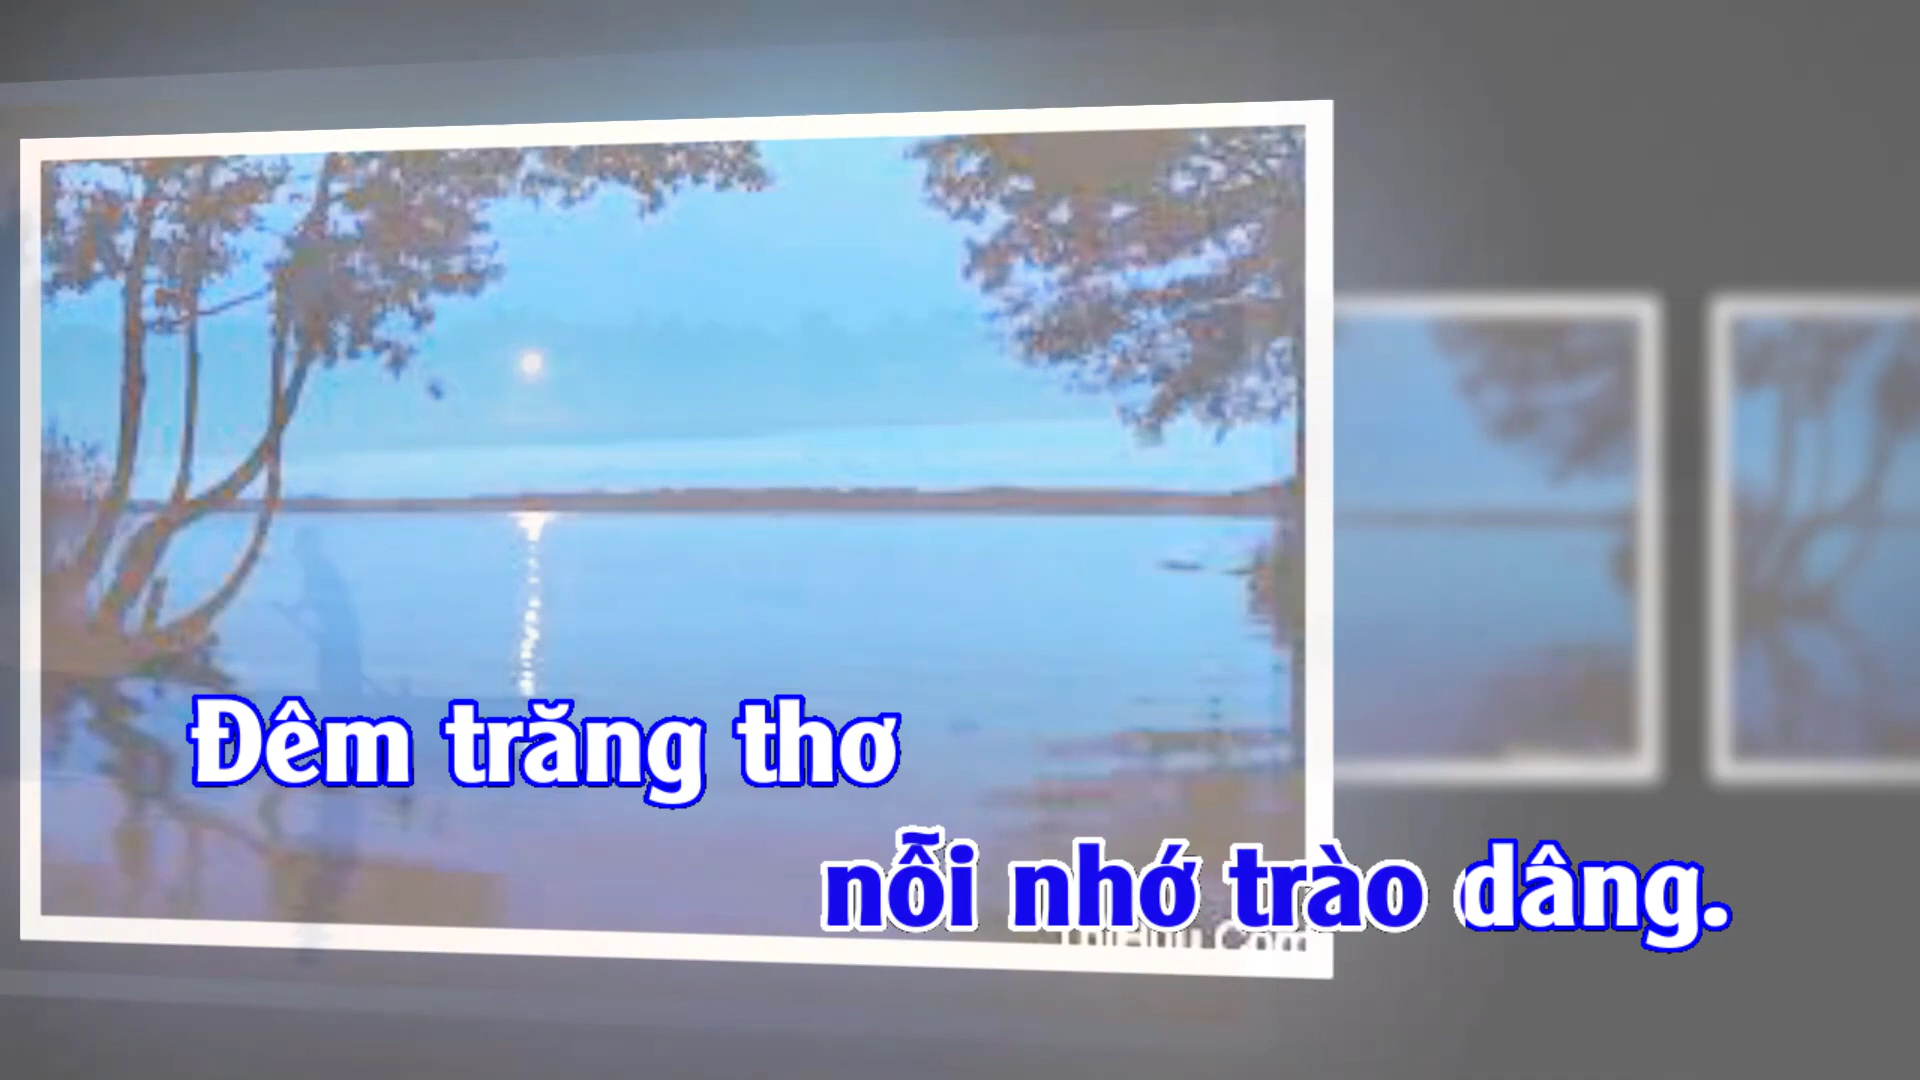 Đêm trăng thơ
nỗi nhớ trào dâng.